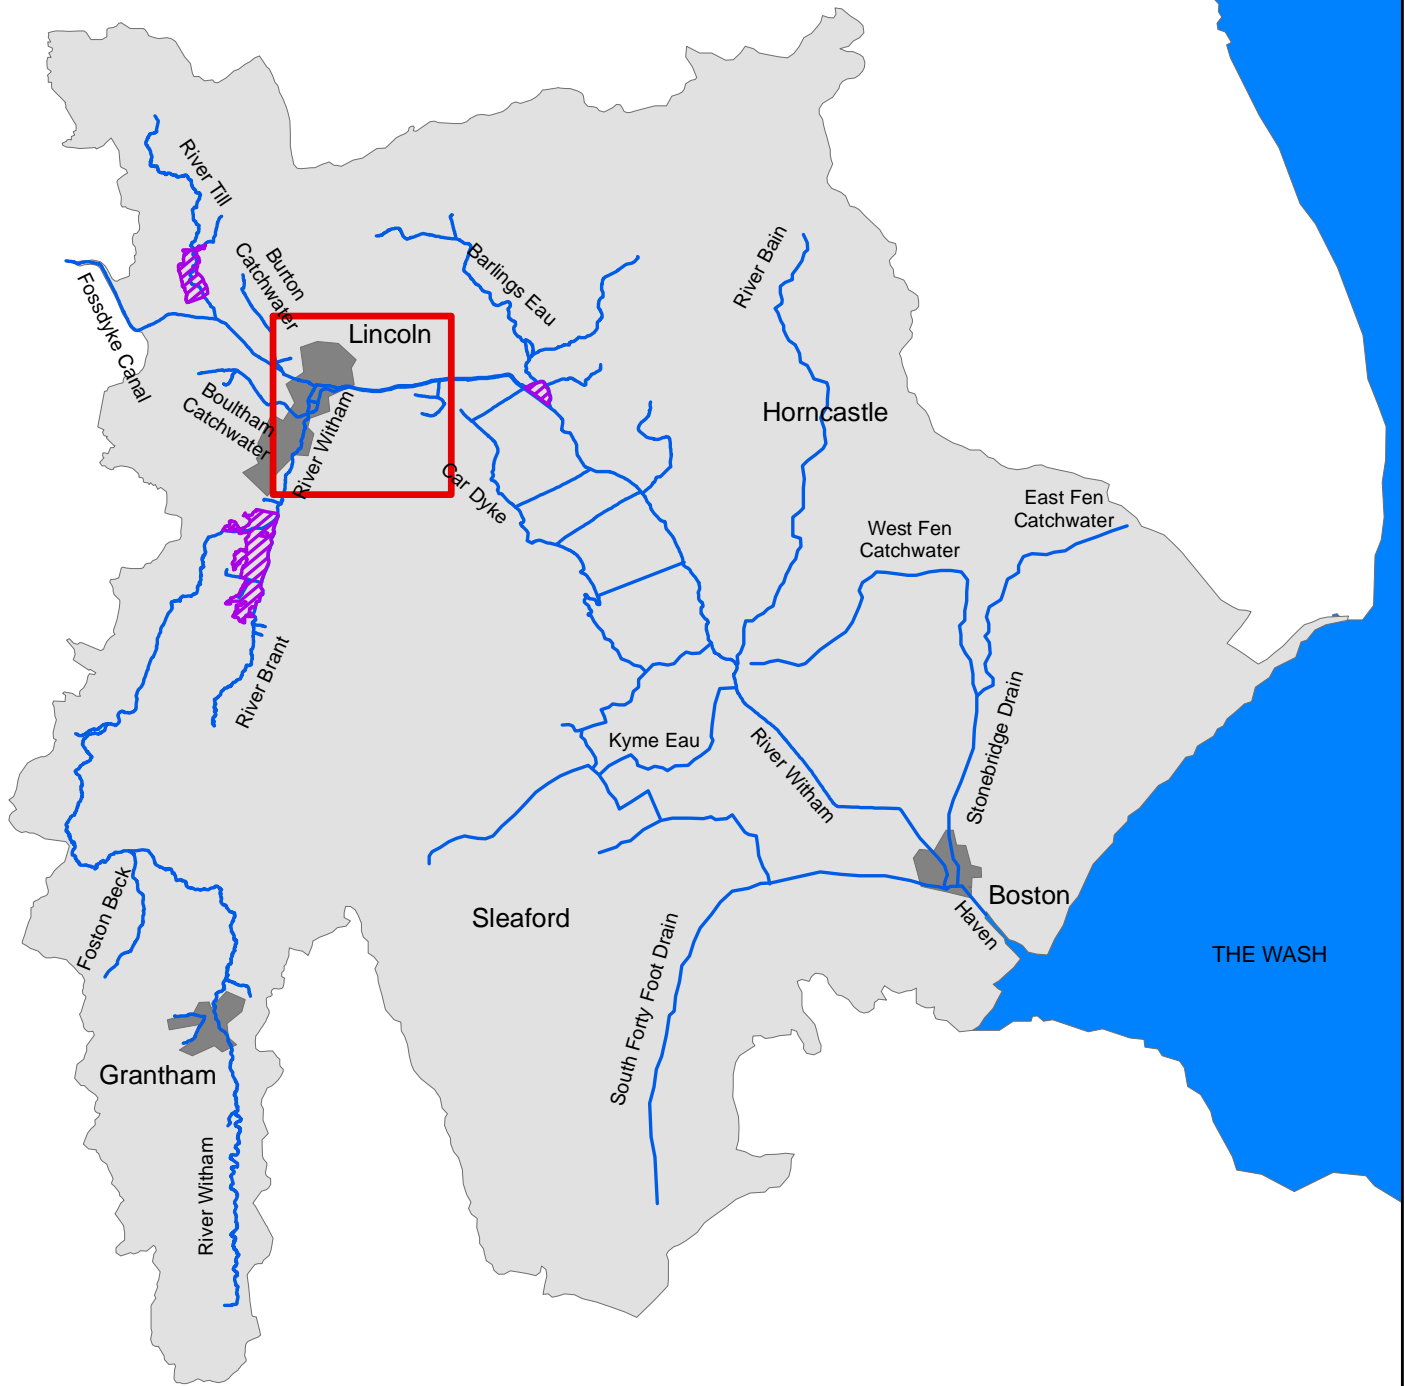 River Till
Burton
Catchwater
Barlings Eau
River Bain
Fossdyke Canal
Lincoln
Boultham
Catchwater
River Witham
Horncastle
Car Dyke
East Fen
Catchwater
West Fen
Catchwater
River Brant
Kyme Eau
River Witham
Stonebridge Drain
Foston Beck
Sleaford
Boston
Haven
THE WASH
South Forty Foot Drain
Grantham
River Witham